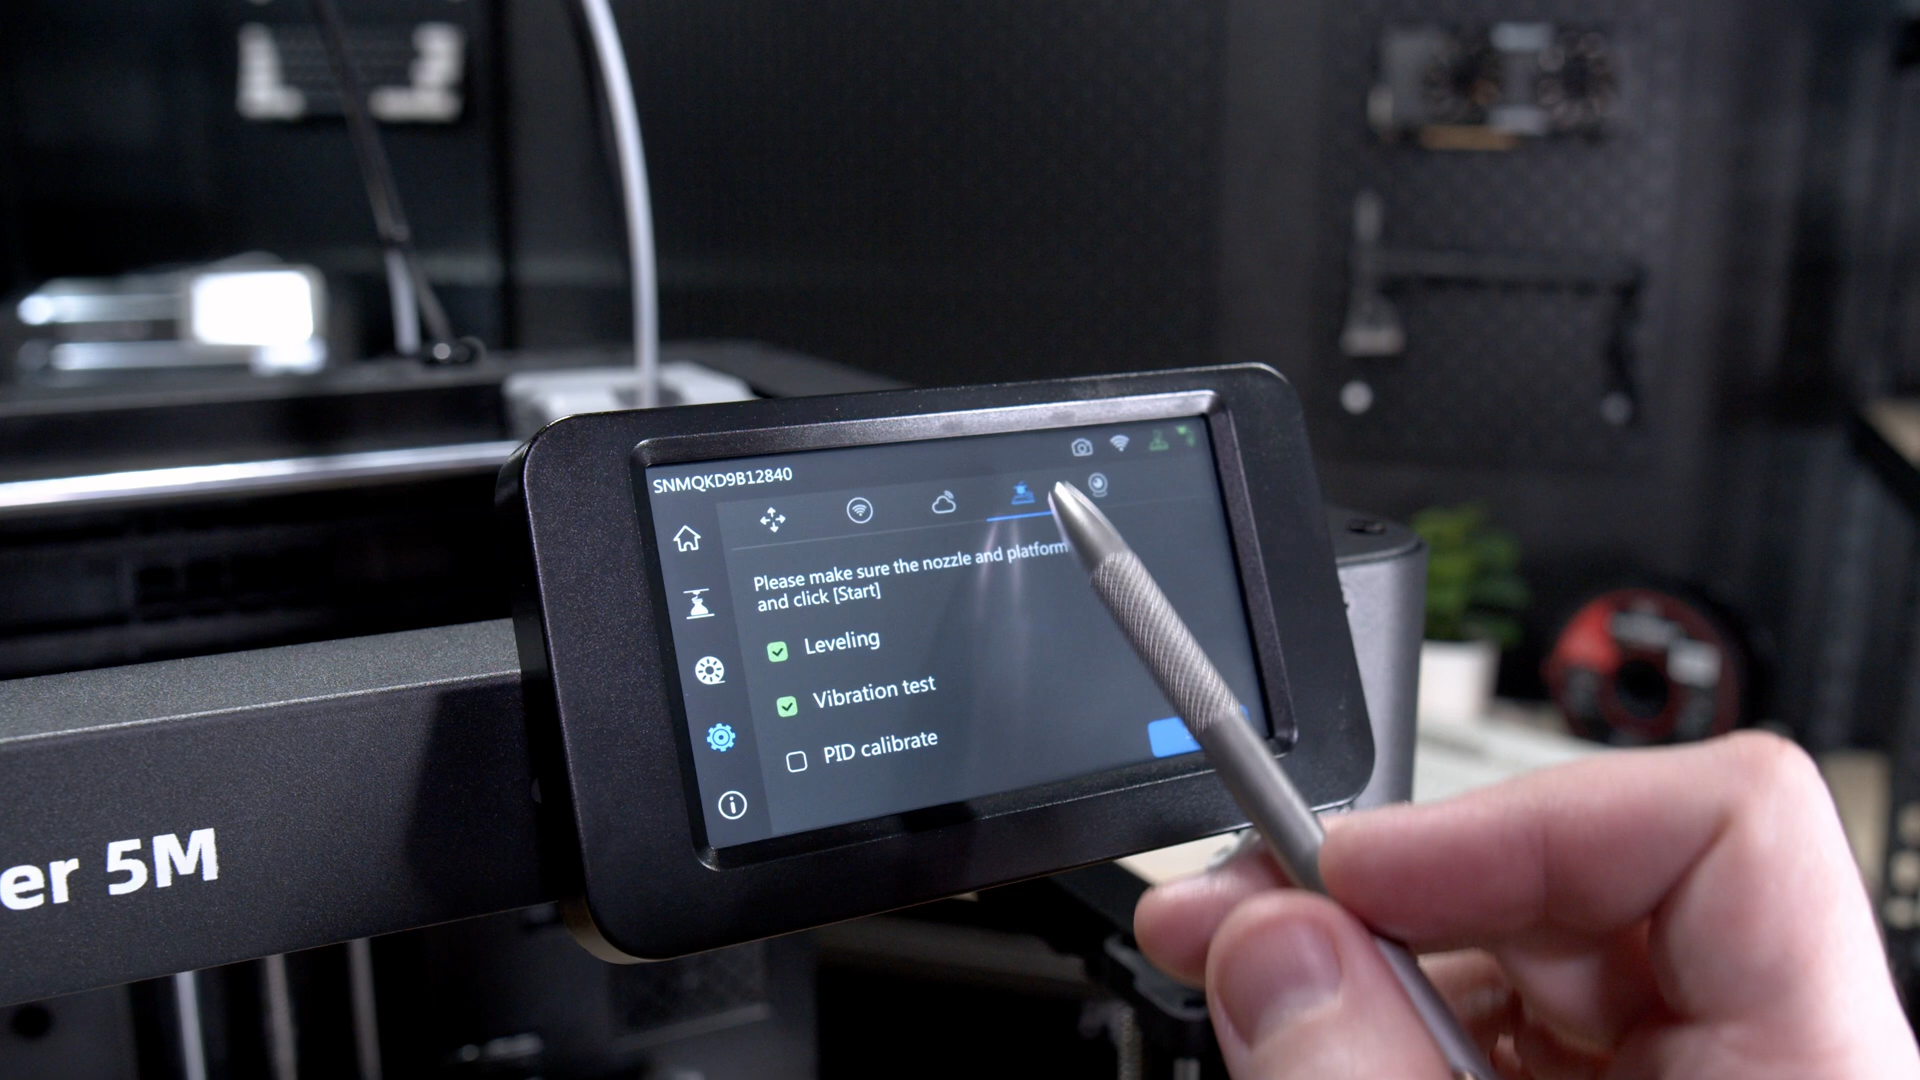 SNMQKD9B12840
Please make sure the nozzle and platform
and click [Start]
Leveling
Vibration test
PID calibrate
er 5M